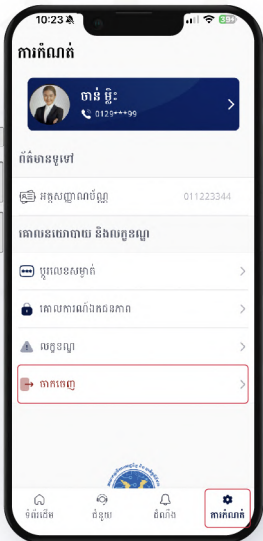 10:23
39
ការកំណត់
ចាន់ ម្លិះ
0129***99
ព័ត៌មានទូទៅ
អត្តសញ្ញាណប័ណ្ណ 011223344
គោលនយោបាយ និងលក្ខខណ្ឌ
ប្តូរលេខសម្ងាត់
គោលការណ៍ឯកជនភាព
លក្ខខណ្ឌ
ចាកចេញ
ទំព័រដើម ជំនួយ ដំណឹង ការកំណត់